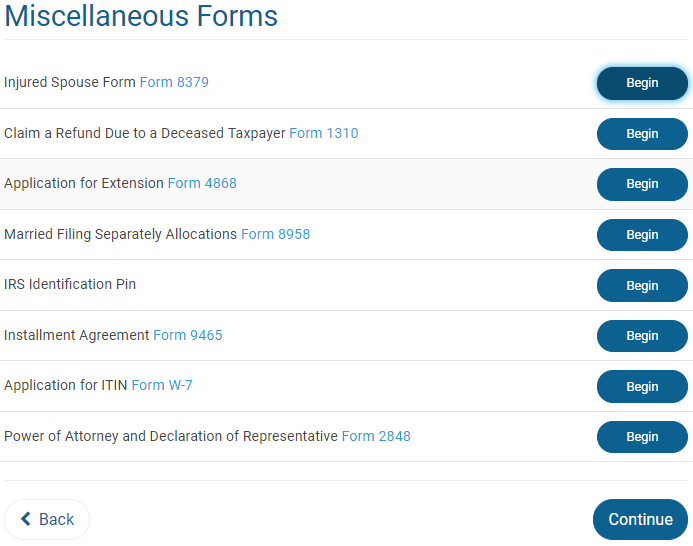 Miscellaneous Forms
Injured Spouse Form Form 8379 Begin
Claim a Refund Due to a Deceased Taxpayer Form 1310 Begin
Application for Extension Form 4868 Begin
Married Filing Separately Allocations Form 8958 Begin
IRS Identification Pin Begin
Installment Agreement Form 9465 Begin
Application for ITIN Form W-7 Begin
Power of Attorney and Declaration of Representative Form 2848 Begin
Back Continue